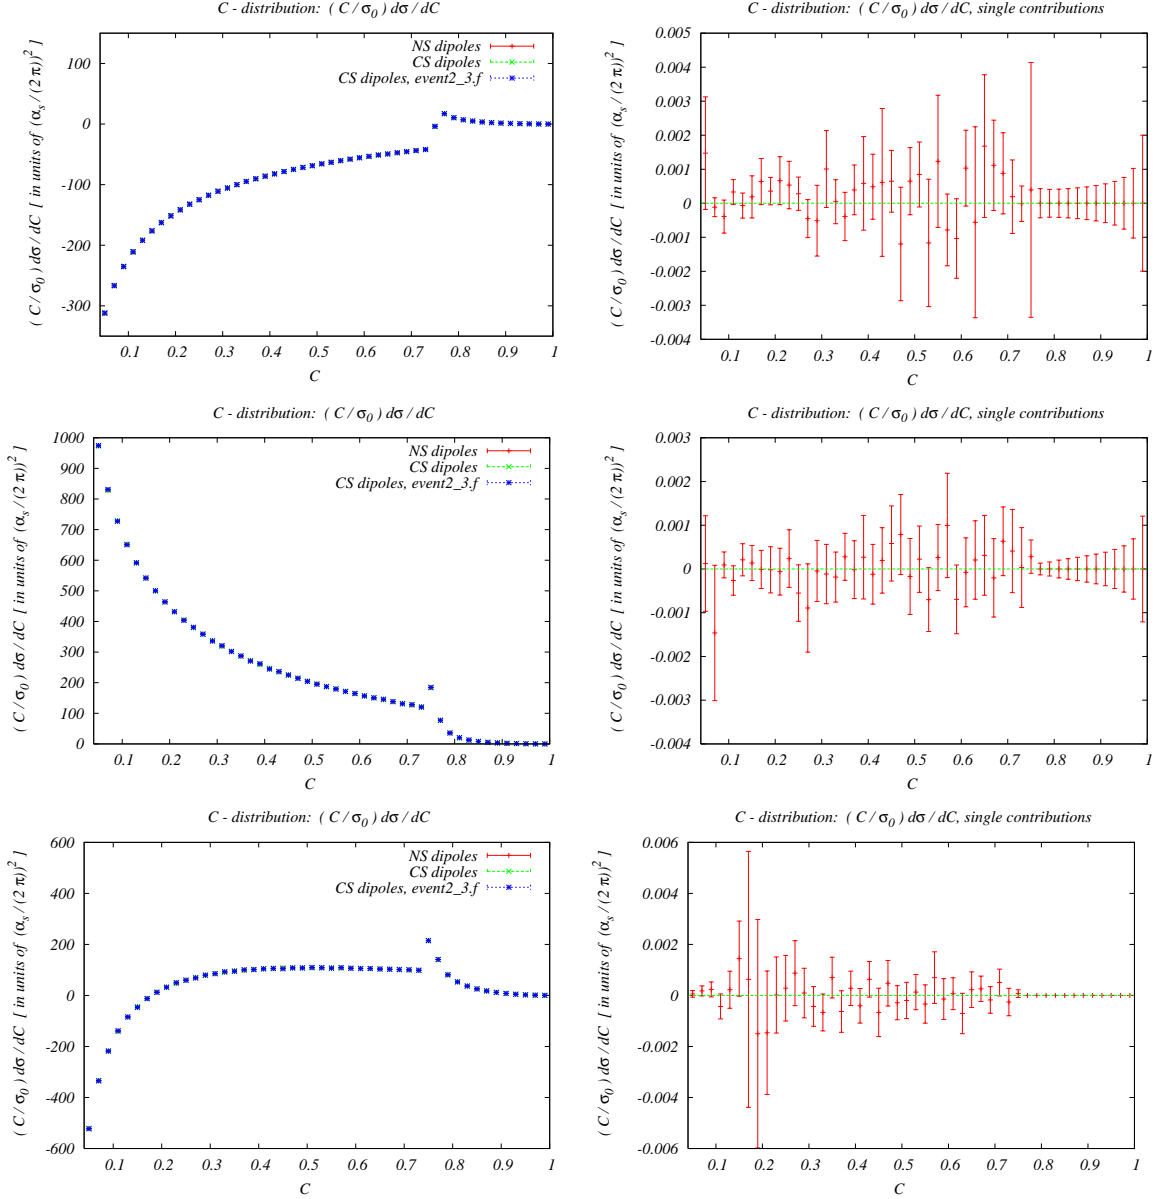 C - distribution: ( C / σ0 ) dσ / dC
( C / σ0 ) dσ / dC [ in units of (αs / (2 π))^2 ]
NS dipoles
CS dipoles
CS dipoles, event2_3.f
100
0
-100
-200
-300
0.1 0.2 0.3 0.4 0.5 0.6 0.7 0.8 0.9 1
C
C - distribution: ( C / σ0 ) dσ / dC, single contributions
( C / σ0 ) dσ / dC [ in units of (αs / (2 π))^2 ]
0.005
0.004
0.003
0.002
0.001
0
-0.001
-0.002
-0.003
-0.004
0.1 0.2 0.3 0.4 0.5 0.6 0.7 0.8 0.9 1
C
C - distribution: ( C / σ0 ) dσ / dC
( C / σ0 ) dσ / dC [ in units of (αs / (2 π))^2 ]
NS dipoles
CS dipoles
CS dipoles, event2_3.f
1000
900
800
700
600
500
400
300
200
100
0
0.1 0.2 0.3 0.4 0.5 0.6 0.7 0.8 0.9 1
C
C - distribution: ( C / σ0 ) dσ / dC, single contributions
( C / σ0 ) dσ / dC [ in units of (αs / (2 π))^2 ]
0.003
0.002
0.001
0
-0.001
-0.002
-0.003
-0.004
0.1 0.2 0.3 0.4 0.5 0.6 0.7 0.8 0.9 1
C
C - distribution: ( C / σ0 ) dσ / dC
( C / σ0 ) dσ / dC [ in units of (αs / (2 π))^2 ]
NS dipoles
CS dipoles
CS dipoles, event2_3.f
600
400
200
0
-200
-400
-600
0.1 0.2 0.3 0.4 0.5 0.6 0.7 0.8 0.9 1
C
C - distribution: ( C / σ0 ) dσ / dC, single contributions
( C / σ0 ) dσ / dC [ in units of (αs / (2 π))^2 ]
0.006
0.004
0.002
0
-0.002
-0.004
-0.006
0.1 0.2 0.3 0.4 0.5 0.6 0.7 0.8 0.9 1
C